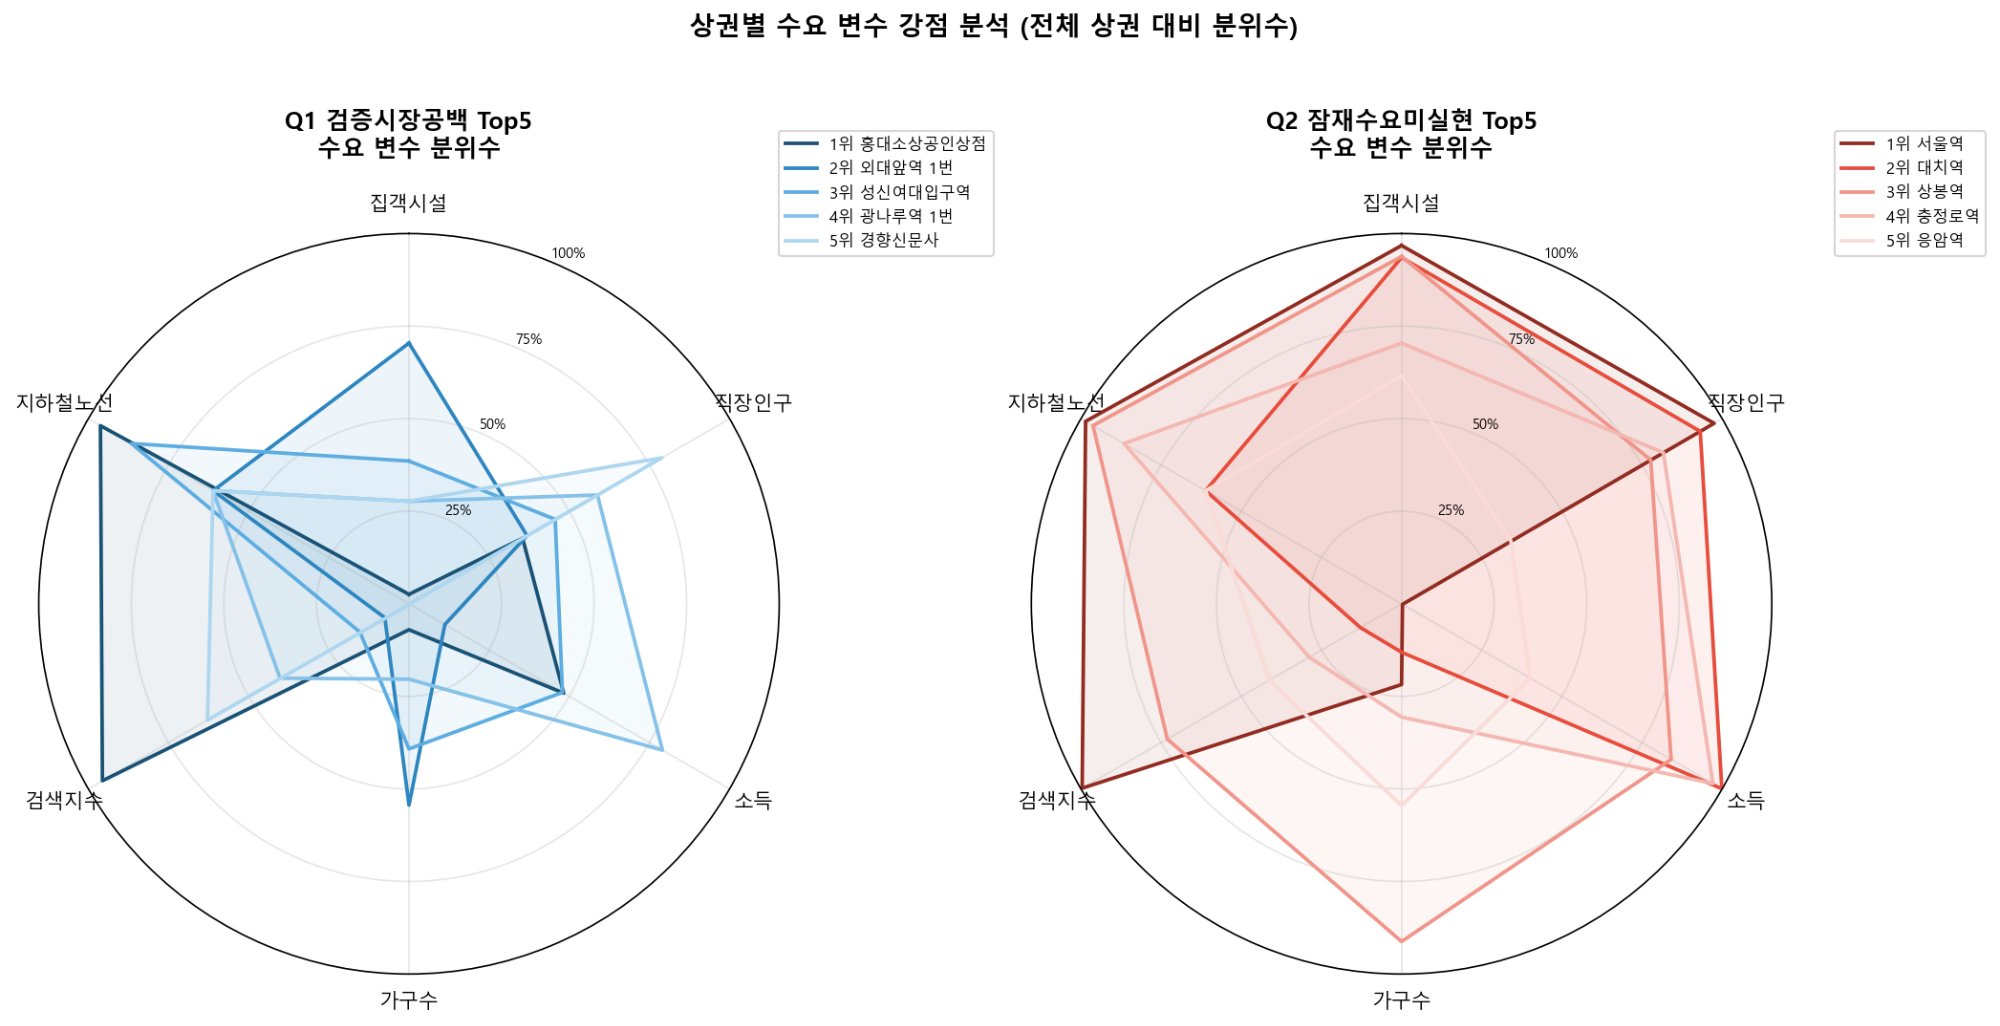 상권별 수요 변수 강점 분석 (전체 상권 대비 분위수)
Q1 검증시장공백 Top5
수요 변수 분위수
1위 홍대소상공인상점
2위 외대앞역 1번
3위 성신여대입구역
4위 광나루역 1번
5위 경향신문사
집객시설
100%
75%
50%
25%
지하철노선
직장인구
검색지수
소득
가구수
Q2 잠재수요미실현 Top5
수요 변수 분위수
1위 서울역
2위 대치역
3위 상봉역
4위 충정로역
5위 응암역
집객시설
100%
75%
50%
25%
지하철노선
직장인구
검색지수
소득
가구수